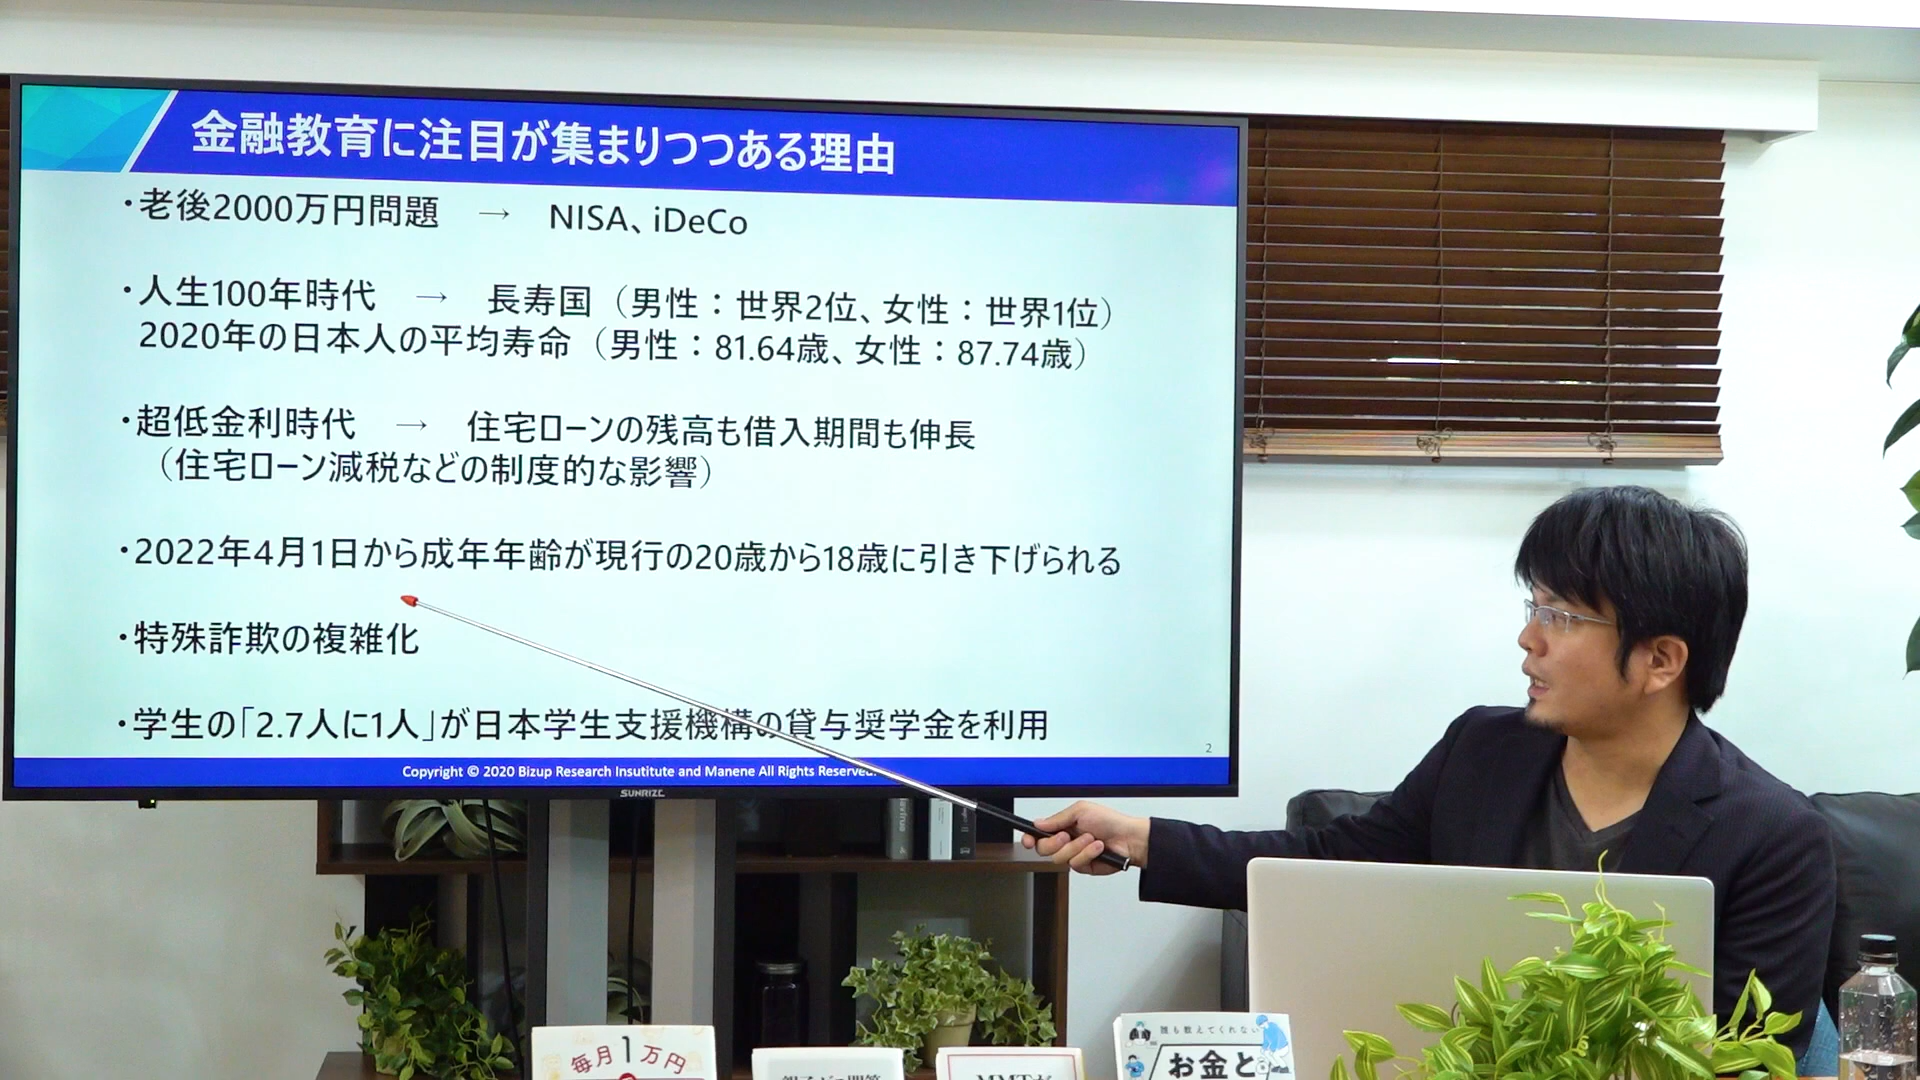 金融教育に注目が集まりつつある理由
・老後2000万円問題 → NISA、iDeCo
・人生100年時代 → 長寿国（男性：世界2位、女性：世界1位）
2020年の日本人の平均寿命（男性：81.64歳、女性：87.74歳）
・超低金利時代 → 住宅ローンの残高も借入期間も伸長
（住宅ローン減税などの制度的な影響）
・2022年4月1日から成年年齢が現行の20歳から18歳に引き下げられる
・特殊詐欺の複雑化
・学生の「2.7人に1人」が日本学生支援機構の貸与奨学金を利用
2
Copyright © 2020 Bizup Research Insutitute and Manene All Rights Reserved.
SUNRIZE
毎月1万円
誰も教えてくれない
お金と